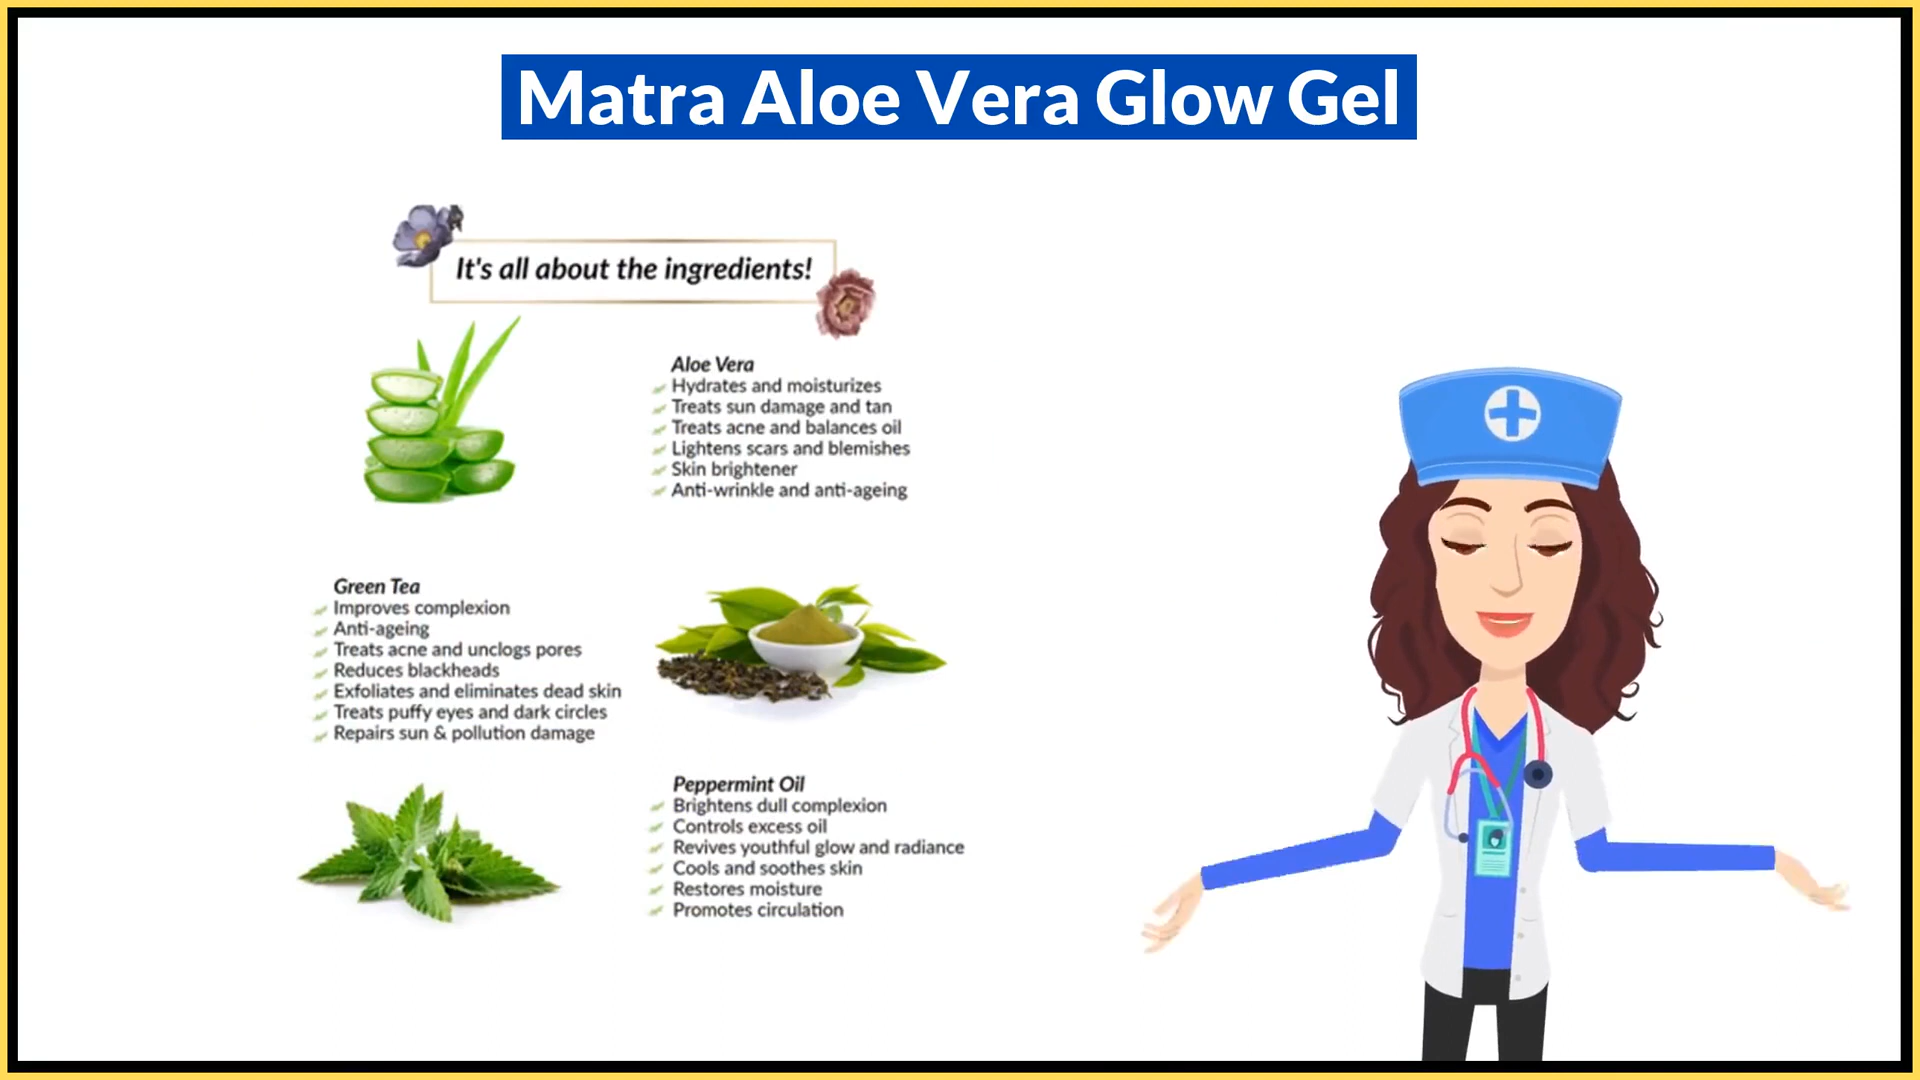 Matra Aloe Vera Glow Gel
It's all about the ingredients!
Aloe Vera
Hydrates and moisturizes
Treats sun damage and tan
Treats acne and balances oil
Lightens scars and blemishes
Skin brightener
Anti-wrinkle and anti-ageing
Green Tea
Improves complexion
Anti-ageing
Treats acne and unclogs pores
Reduces blackheads
Exfoliates and eliminates dead skin
Treats puffy eyes and dark circles
Repairs sun & pollution damage
Peppermint Oil
Brightens dull complexion
Controls excess oil
Revives youthful glow and radiance
Cools and soothes skin
Restores moisture
Promotes circulation